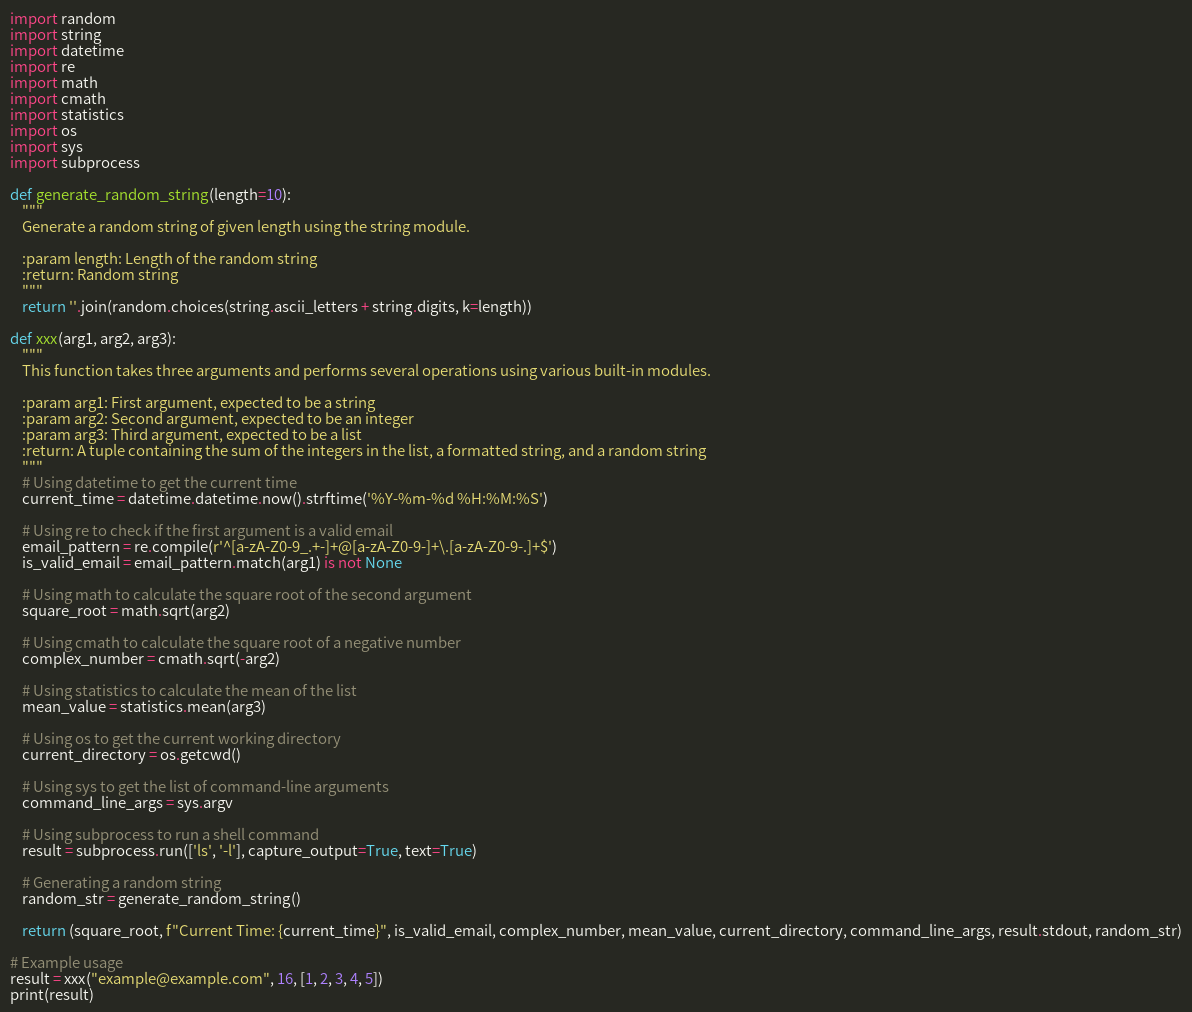 import random
import string
import datetime
import re
import math
import cmath
import statistics
import os
import sys
import subprocess

def generate_random_string(length=10):
    """
    Generate a random string of given length using the string module.

    :param length: Length of the random string
    :return: Random string
    """
    return ''.join(random.choices(string.ascii_letters + string.digits, k=length))

def xxx(arg1, arg2, arg3):
    """
    This function takes three arguments and performs several operations using various built-in modules.

    :param arg1: First argument, expected to be a string
    :param arg2: Second argument, expected to be an integer
    :param arg3: Third argument, expected to be a list
    :return: A tuple containing the sum of the integers in the list, a formatted string, and a random string
    """
    # Using datetime to get the current time
    current_time = datetime.datetime.now().strftime('%Y-%m-%d %H:%M:%S')

    # Using re to check if the first argument is a valid email
    email_pattern = re.compile(r'^[a-zA-Z0-9_.+-]+@[a-zA-Z0-9-]+\.[a-zA-Z0-9-.]+$')
    is_valid_email = email_pattern.match(arg1) is not None

    # Using math to calculate the square root of the second argument
    square_root = math.sqrt(arg2)

    # Using cmath to calculate the square root of a negative number
    complex_number = cmath.sqrt(-arg2)

    # Using statistics to calculate the mean of the list
    mean_value = statistics.mean(arg3)

    # Using os to get the current working directory
    current_directory = os.getcwd()

    # Using sys to get the list of command-line arguments
    command_line_args = sys.argv

    # Using subprocess to run a shell command
    result = subprocess.run(['ls', '-l'], capture_output=True, text=True)

    # Generating a random string
    random_str = generate_random_string()

    return (square_root, f"Current Time: {current_time}", is_valid_email, complex_number, mean_value, current_directory, command_line_args, result.stdout, random_str)

# Example usage
result = xxx("example@example.com", 16, [1, 2, 3, 4, 5])
print(result)